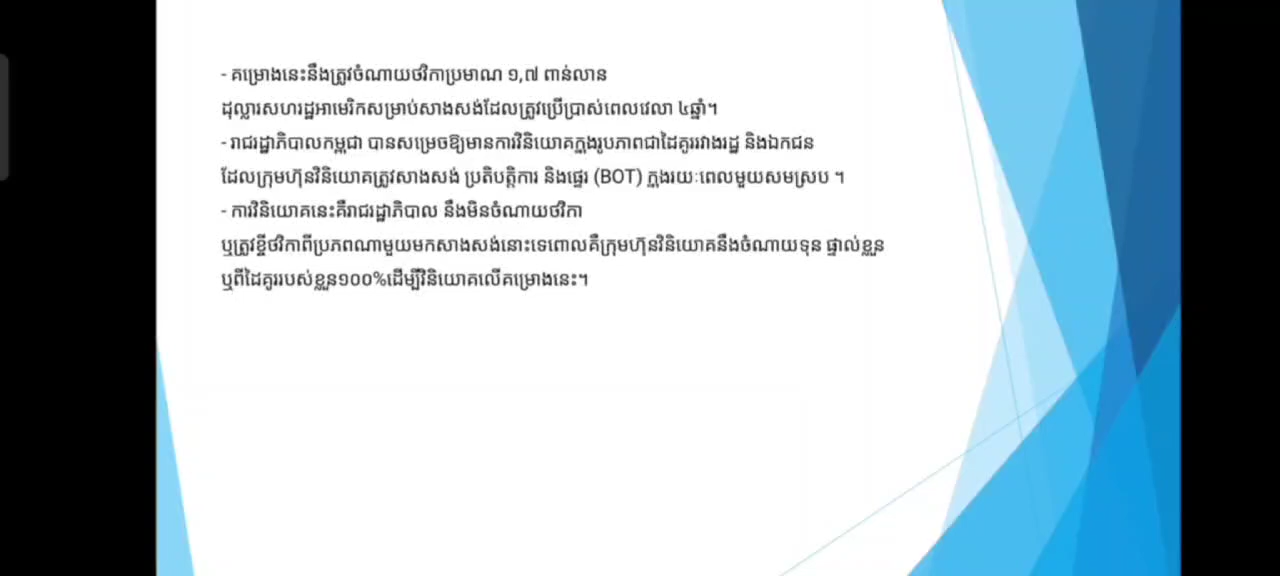 - គម្រោងនេះនឹងត្រូវចំណាយថវិកាប្រមាណ ១,៧ ពាន់លាន
ដុល្លារសហរដ្ឋអាមេរិកសម្រាប់សាងសង់ដែលត្រូវប្រើប្រាស់ពេលវេលា ៤ឆ្នាំ។
- រាជរដ្ឋាភិបាលកម្ពុជា បានសម្រេចឱ្យមានការវិនិយោគក្នុងរូបភាពជាដៃគូររវាងរដ្ឋ និងឯកជន
ដែលក្រុមហ៊ុនវិនិយោគត្រូវសាងសង់ ប្រតិបត្តិការ និងផ្ទេរ (BOT) ក្នុងរយៈពេលមួយសមស្រប ។
- ការវិនិយោគនេះគឺរាជរដ្ឋាភិបាល នឹងមិនចំណាយថវិកា
ឬត្រូវខ្ចីថវិកាពីប្រភពណាមួយមកសាងសង់នោះទេពោលគឺក្រុមហ៊ុនវិនិយោគនឹងចំណាយទុន ផ្ទាល់ខ្លួន
ឬពីដៃគូររបស់ខ្លួន១០០%ដើម្បីវិនិយោគលើគម្រោងនេះ។